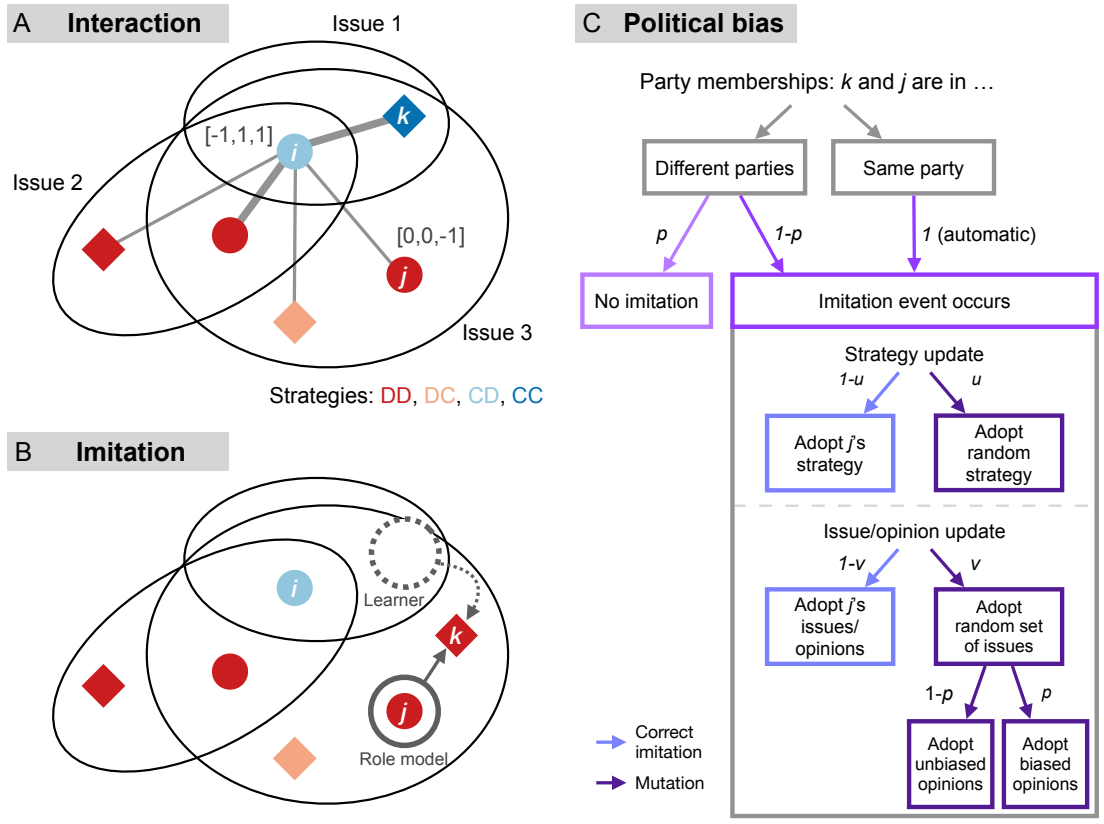 A Interaction
Issue 1
k
[-1,1,1]
i
Issue 2
[0,0,-1]
j
Issue 3
Strategies: DD, DC, CD, CC
B Imitation
i
Learner
k
j
Role model
C Political bias
Party memberships: k and j are in …
Different parties
Same party
p
1-p
1 (automatic)
No imitation
Imitation event occurs
Strategy update
1-u
u
Adopt j's
strategy
Adopt
random
strategy
Issue/opinion update
1-v
v
Adopt j's
issues/
opinions
Adopt
random set
of issues
1-p
p
Adopt
unbiased
opinions
Adopt
biased
opinions
Correct
imitation
Mutation